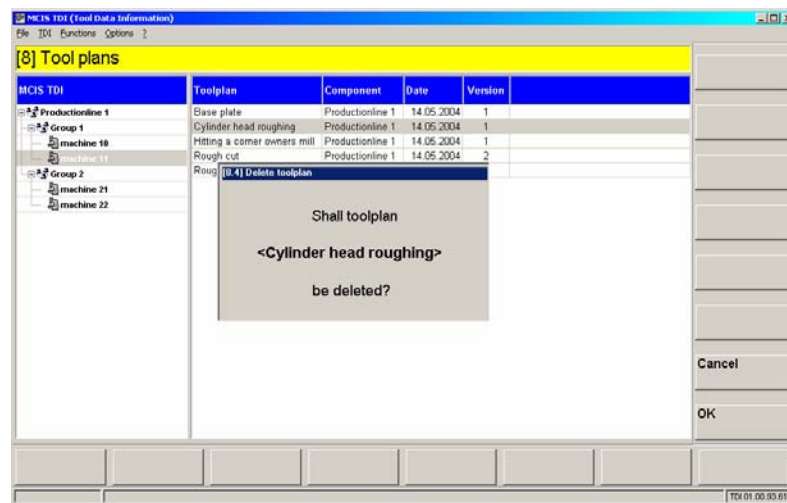 MCIS TDI (Tool Data Information)
File TDI Functions Options ?
[8] Tool plans
MCIS TDI
Toolplan Component Date Version
Productionline 1
Group 1
machine 10
machine 11
Group 2
machine 21
machine 22
Base plate Productionline 1 14.05.2004 1
Cylinder head roughing Productionline 1 14.05.2004 1
Hitting a corner owners mill Productionline 1 14.05.2004 1
Rough cut Productionline 1 14.05.2004 2
Roug
[8.4] Delete toolplan
Shall toolplan
<Cylinder head roughing>
be deleted?
Cancel
OK
TDI 01.00.93.61